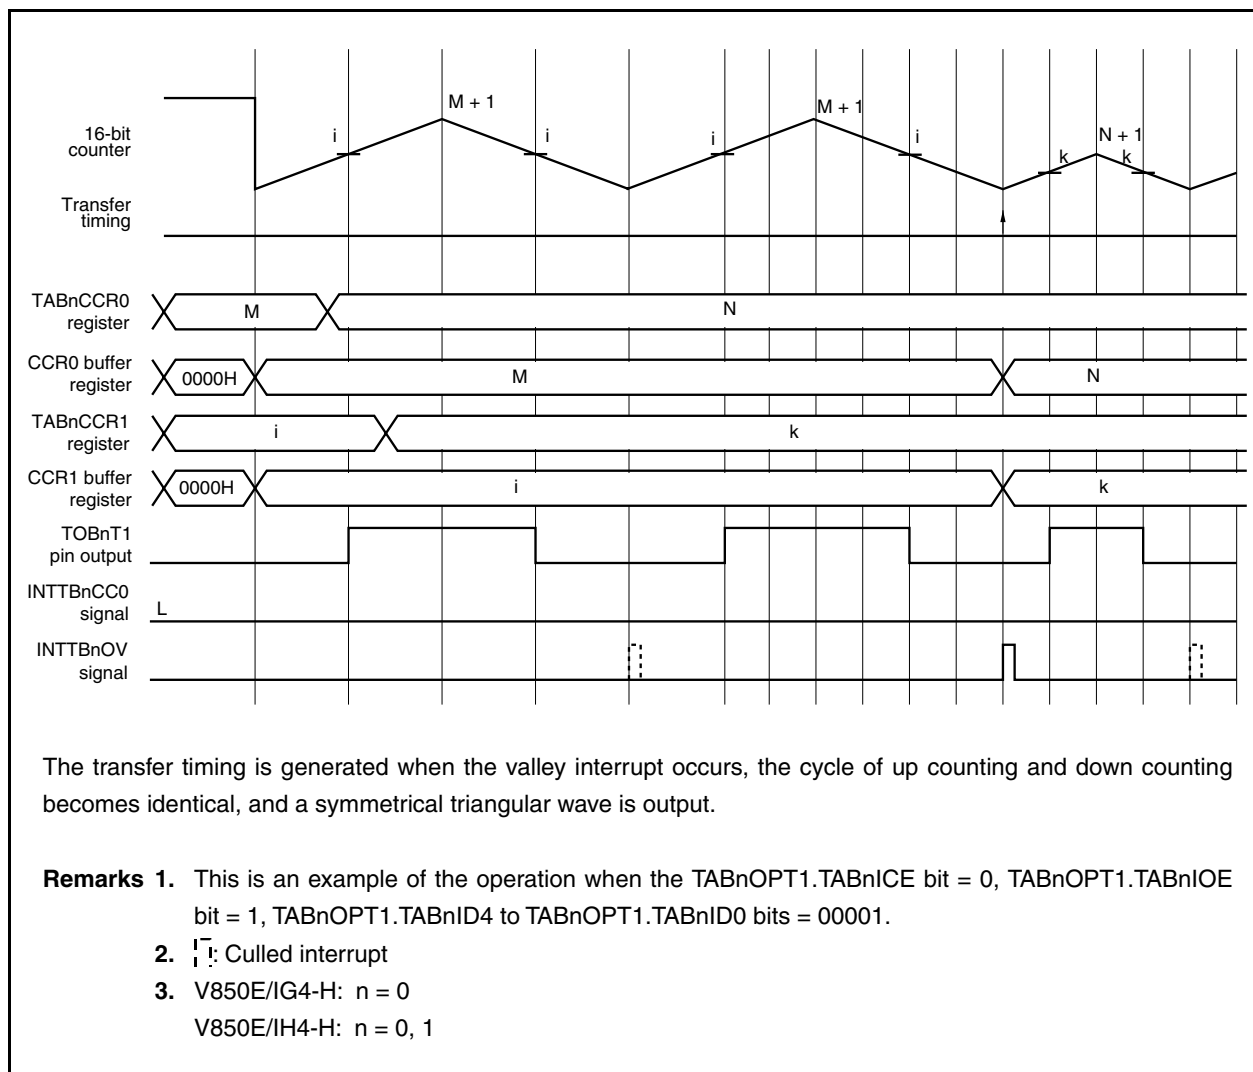 M + 1
M + 1
N + 1
i
i
i
i
k
k
16-bit
counter
Transfer
timing
TABnCCR0
register
M
N
CCR0 buffer
register
0000H
M
N
TABnCCR1
register
i
k
CCR1 buffer
register
0000H
i
k
TOBnT1
pin output
INTTBnCC0
signal
L
INTTBnOV
signal
The transfer timing is generated when the valley interrupt occurs, the cycle of up counting and down counting
becomes identical, and a symmetrical triangular wave is output.
Remarks 1. This is an example of the operation when the TABnOPT1.TABnICE bit = 0, TABnOPT1.TABnIOE
bit = 1, TABnOPT1.TABnID4 to TABnOPT1.TABnID0 bits = 00001.
2. : Culled interrupt
3. V850E/IG4-H: n = 0
V850E/IH4-H: n = 0, 1